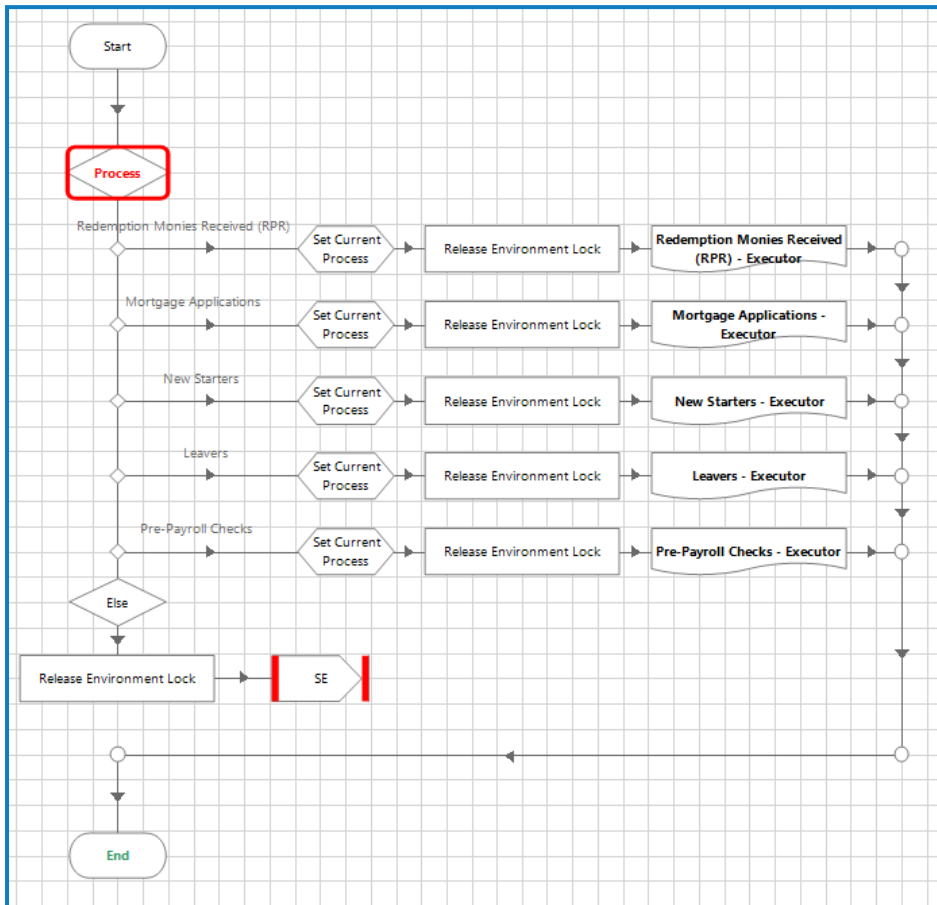 Start
Process
Redemption Monies Received (RPR)
Set Current
Process
Release Environment Lock
Redemption Monies Received
(RPR) - Executor
Mortgage Applications
Set Current
Process
Release Environment Lock
Mortgage Applications -
Executor
New Starters
Set Current
Process
Release Environment Lock
New Starters - Executor
Leavers
Set Current
Process
Release Environment Lock
Leavers - Executor
Pre-Payroll Checks
Set Current
Process
Release Environment Lock
Pre-Payroll Checks - Executor
Else
Release Environment Lock
SE
End